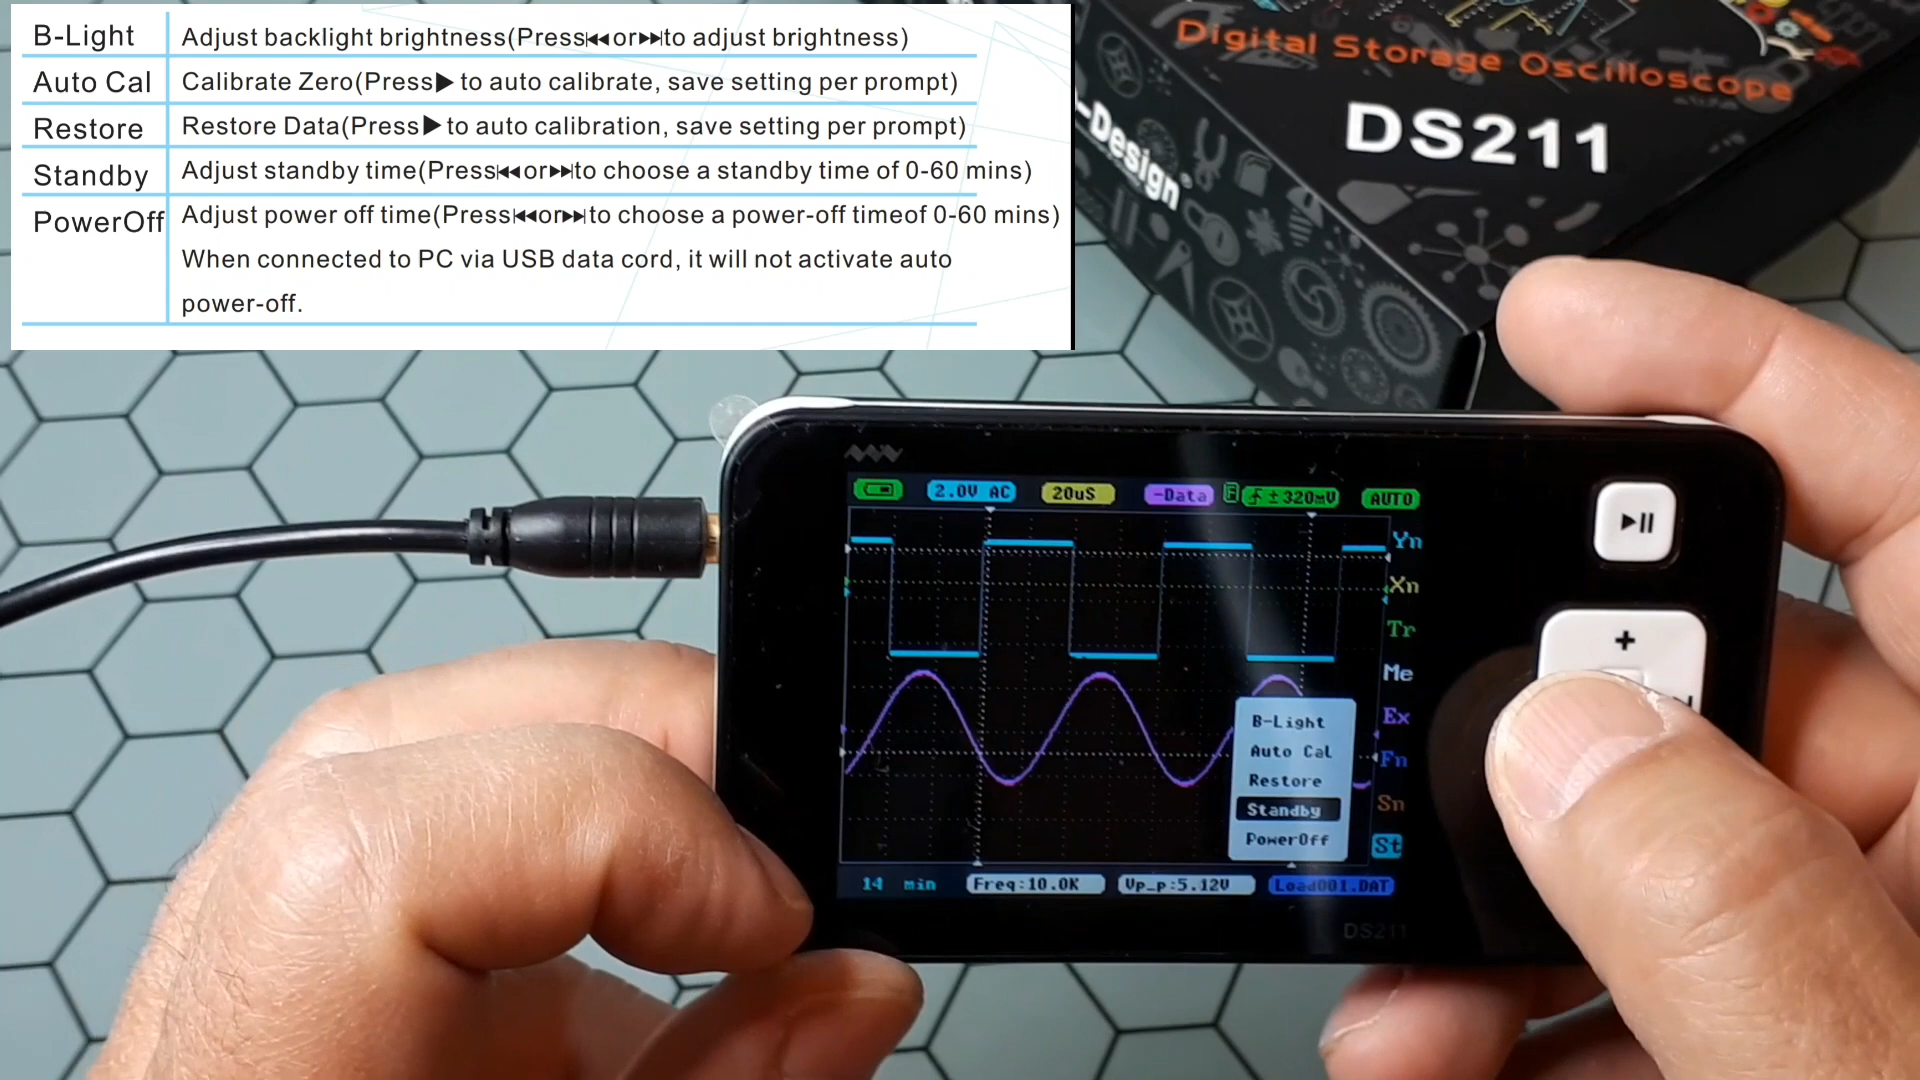 B-Light Adjust backlight brightness(Press⏮or⏭to adjust brightness)
Auto Cal Calibrate Zero(Press▶ to auto calibrate, save setting per prompt)
Restore Restore Data(Press▶to auto calibration, save setting per prompt)
Standby Adjust standby time(Press⏮or⏭to choose a standby time of 0-60 mins)
PowerOff Adjust power off time(Press⏮or⏭to choose a power-off timeof 0-60 mins)
When connected to PC via USB data cord, it will not activate auto
power-off.
Digital Storage Oscilloscope
DS211
-Design®
2.0V AC 20uS -Data F ±320mV AUTO
Yn
Xn
Tr
Me
Ex
Fn
Sn
St
B-Light
Auto Cal
Restore
Standby
PowerOff
14 min Freq:10.0K Vp_p:5.12V Load001.DAT
DS211
+